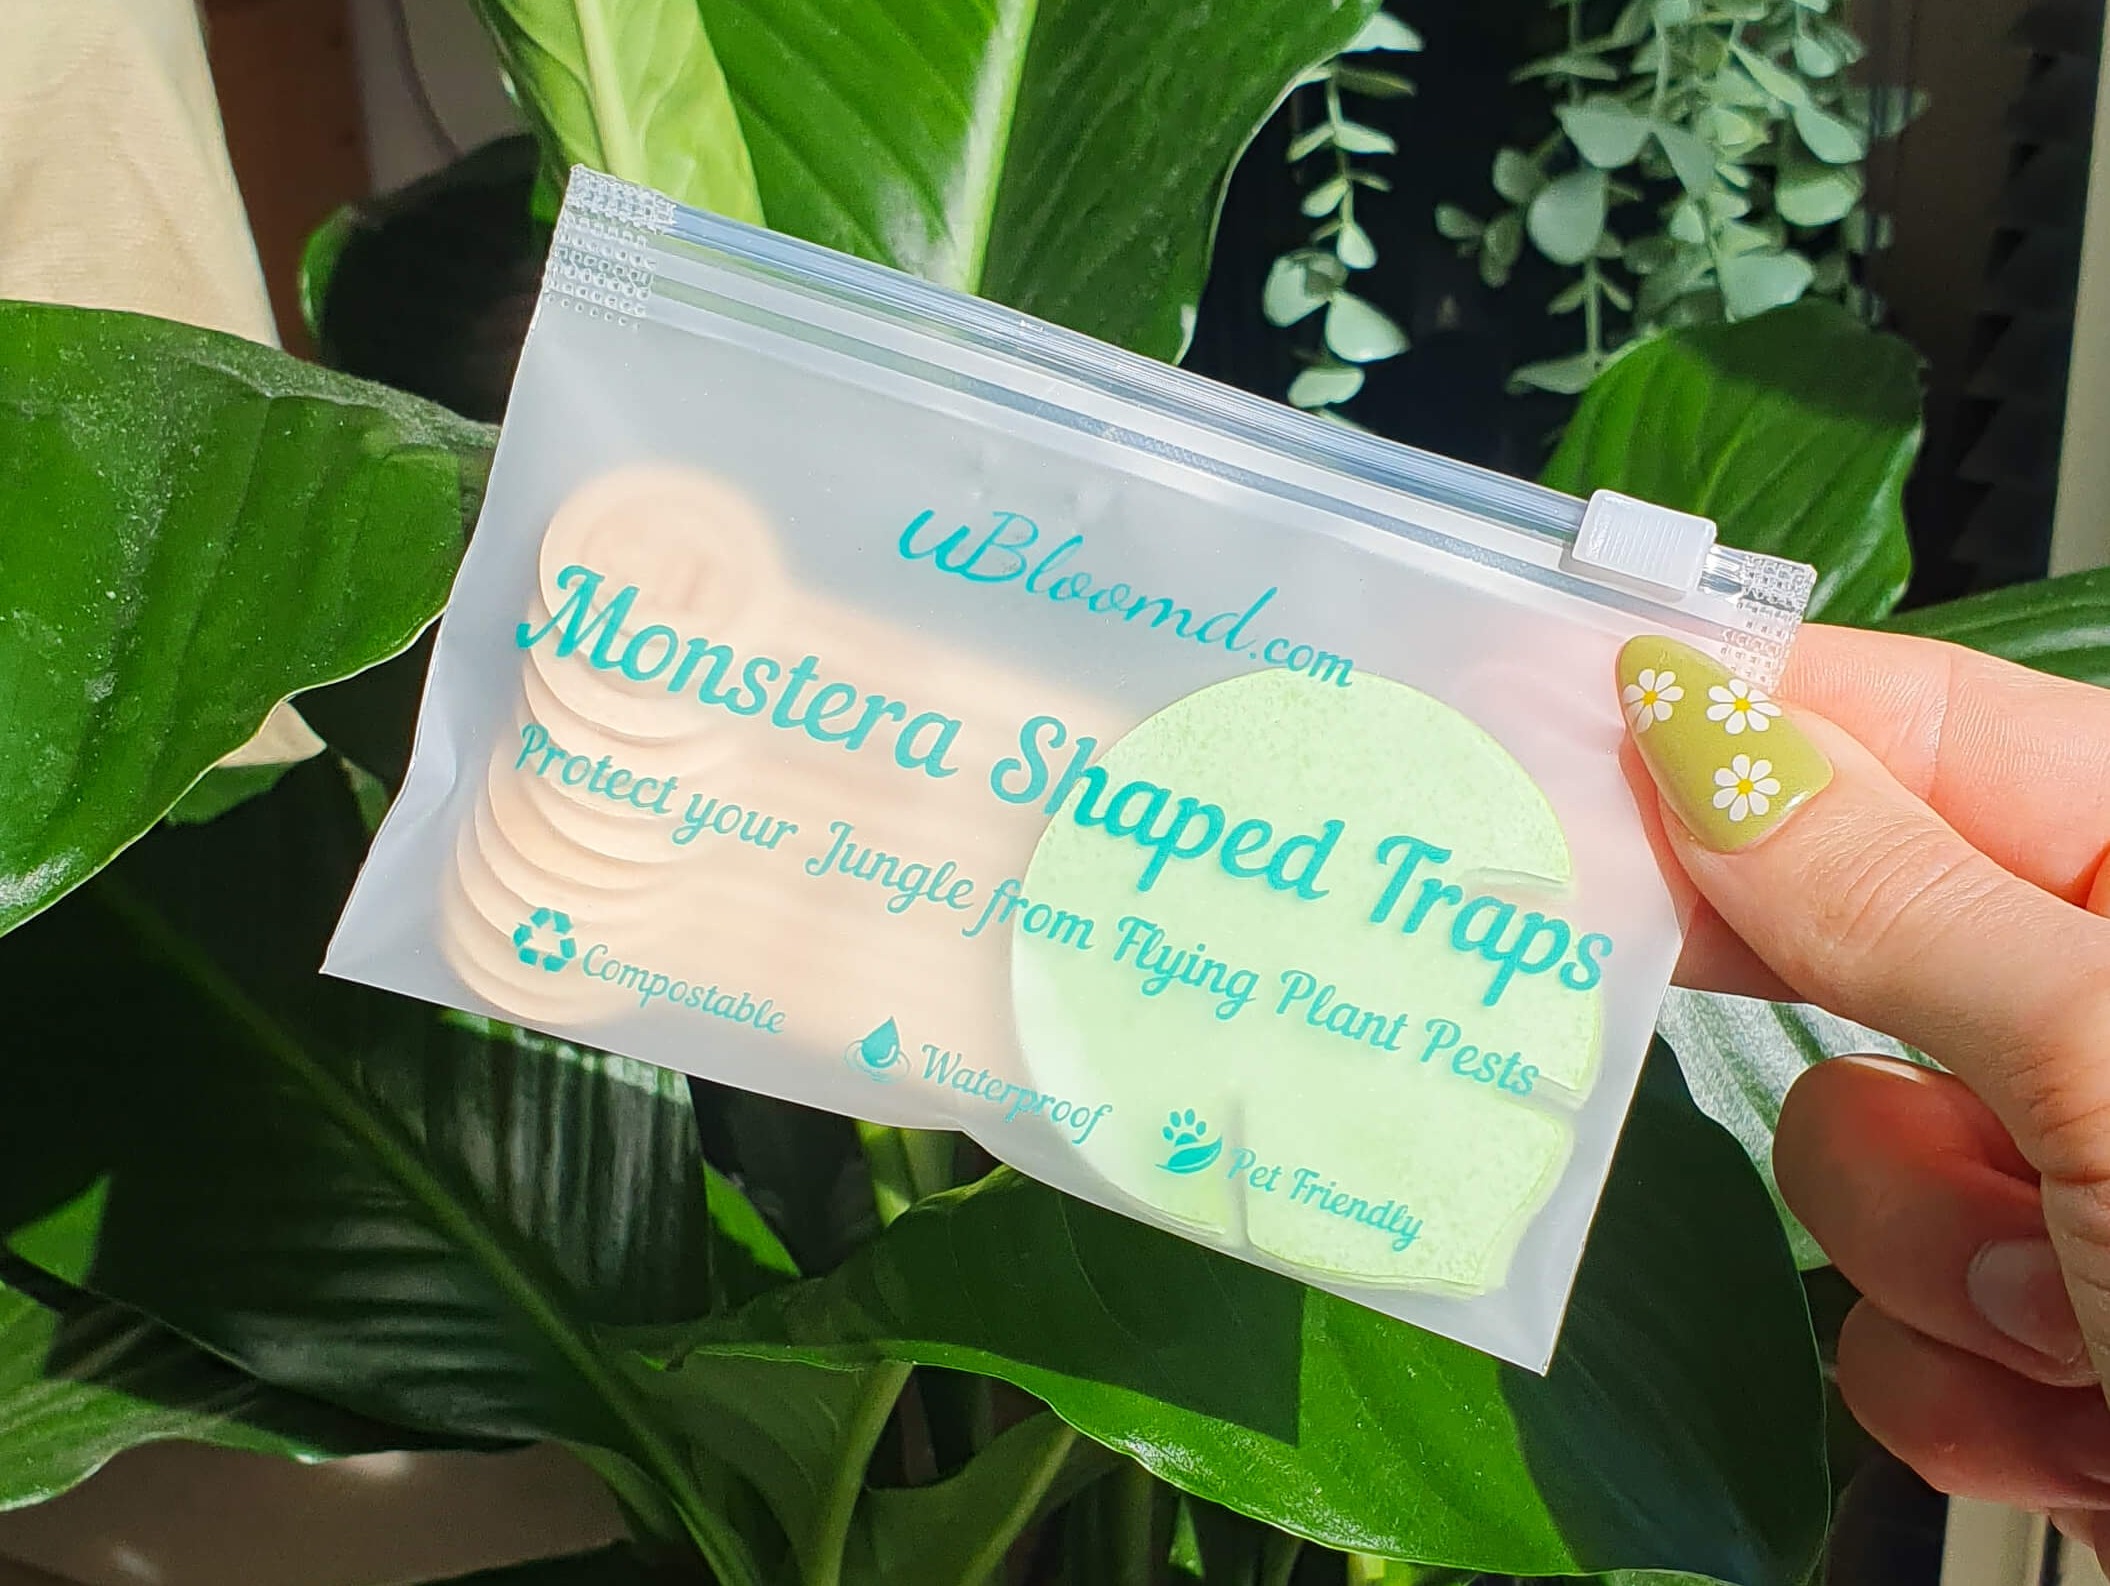 uBloomd.com
Monstera Shaped Traps
Protect your Jungle from Flying Plant Pests
Compostable
Waterproof
Pet Friendly